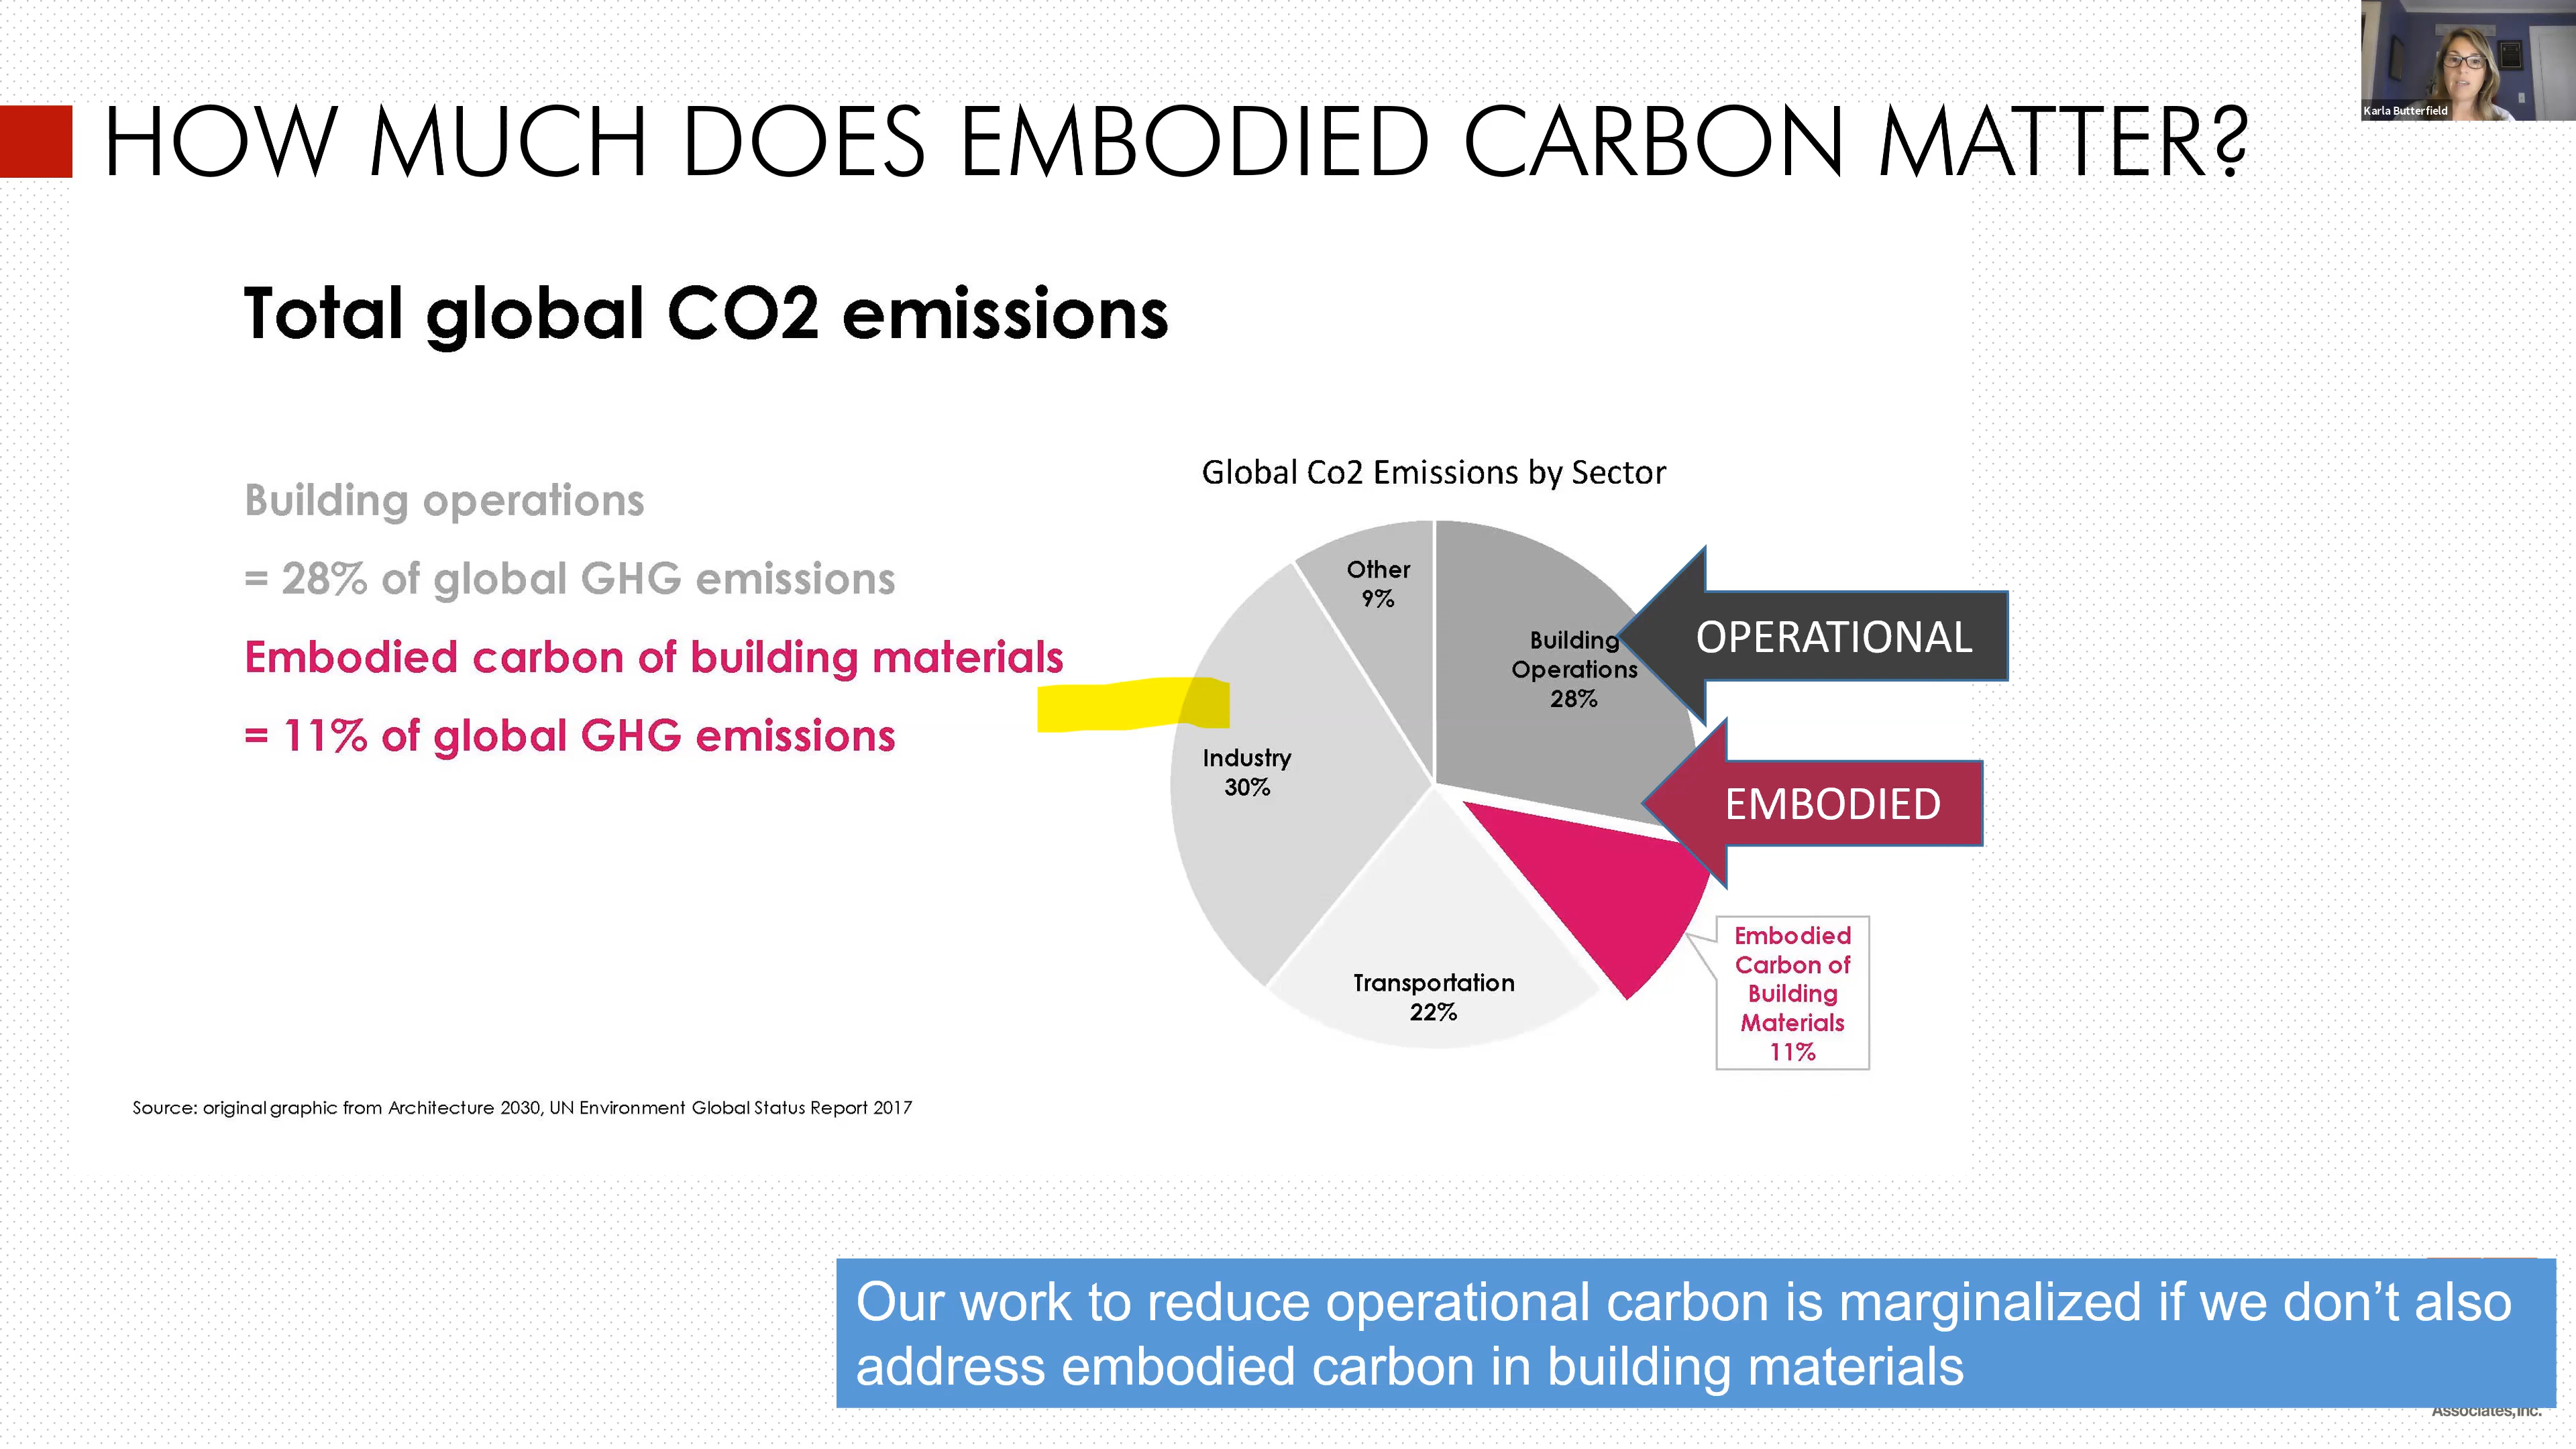 Karla Butterfield
HOW MUCH DOES EMBODIED CARBON MATTER?
Total global CO2 emissions
Building operations
= 28% of global GHG emissions
Embodied carbon of building materials
= 11% of global GHG emissions
Global Co2 Emissions by Sector
Other
9%
Building
Operations
28%
OPERATIONAL
EMBODIED
Industry
30%
Transportation
22%
Embodied
Carbon of
Building
Materials
11%
Source: original graphic from Architecture 2030, UN Environment Global Status Report 2017
Our work to reduce operational carbon is marginalized if we don’t also
address embodied carbon in building materials
Associates, Inc.